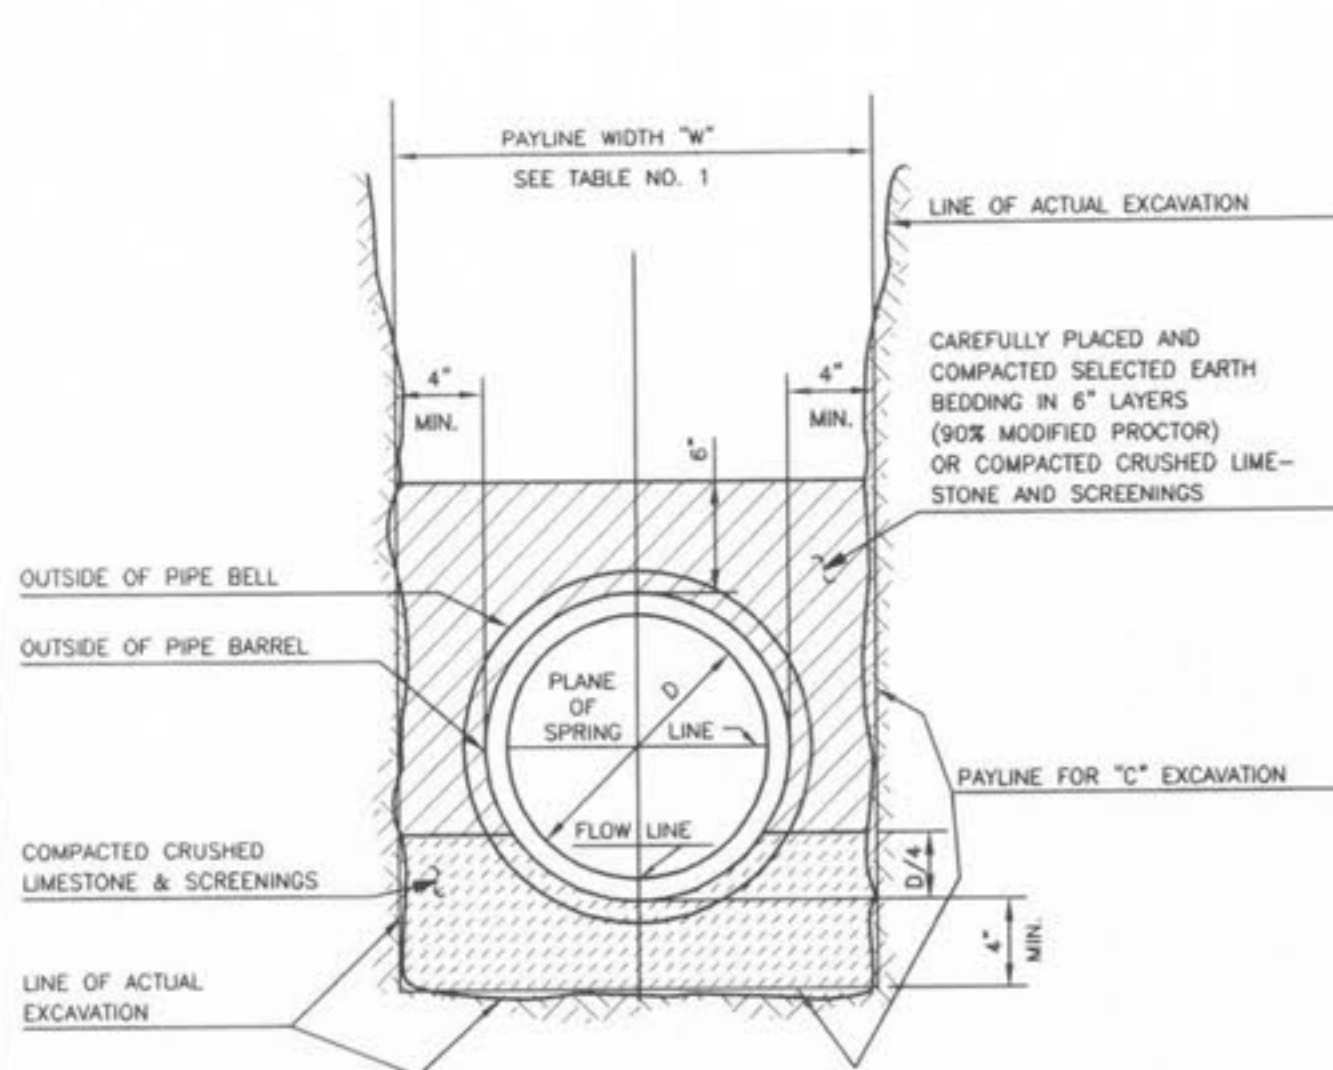 PAYLINE WIDTH "W"
SEE TABLE NO. 1
LINE OF ACTUAL EXCAVATION
CAREFULLY PLACED AND
COMPACTED SELECTED EARTH
BEDDING IN 6" LAYERS
(90% MODIFIED PROCTOR)
OR COMPACTED CRUSHED LIME-
STONE AND SCREENINGS
4"
MIN.
4"
MIN.
6"
OUTSIDE OF PIPE BELL
OUTSIDE OF PIPE BARREL
PLANE
OF
SPRING LINE
D
FLOW LINE
PAYLINE FOR "C" EXCAVATION
COMPACTED CRUSHED
LIMESTONE & SCREENINGS
D/4
4"
MIN.
LINE OF ACTUAL
EXCAVATION